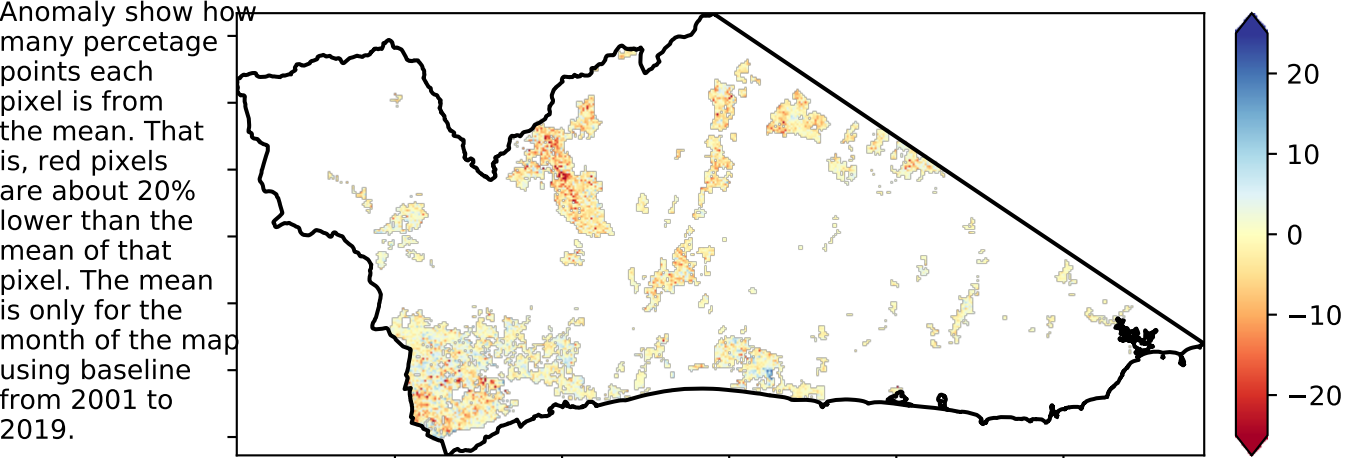 Anomaly show how
many percetage
points each
pixel is from
the mean. That
is, red pixels
are about 20%
lower than the
mean of that
pixel. The mean
is only for the
month of the map
using baseline
from 2001 to
2019.
20
10
0
−10
−20